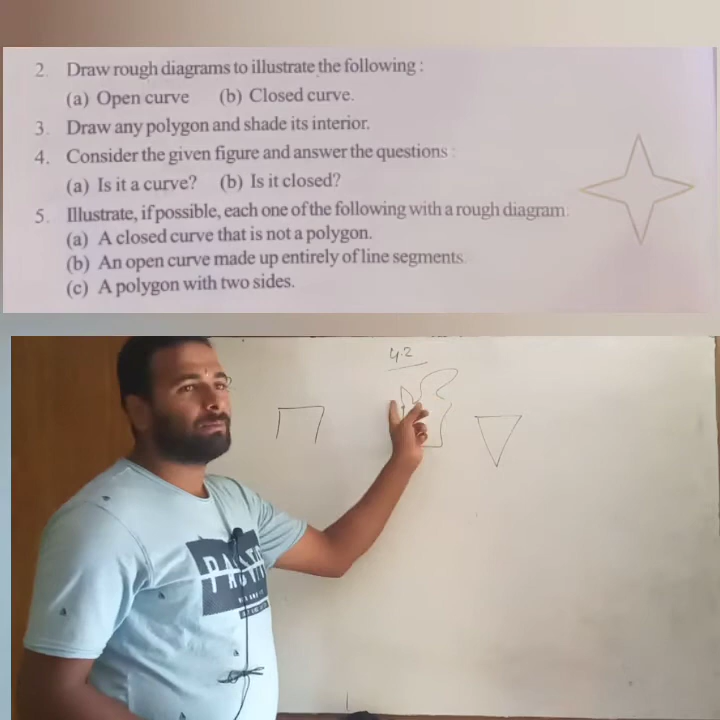 2. Draw rough diagrams to illustrate the following :
(a) Open curve (b) Closed curve.
3. Draw any polygon and shade its interior.
4. Consider the given figure and answer the questions :
(a) Is it a curve? (b) Is it closed?
5. Illustrate, if possible, each one of the following with a rough diagram:
(a) A closed curve that is not a polygon.
(b) An open curve made up entirely of line segments.
(c) A polygon with two sides.
4.2